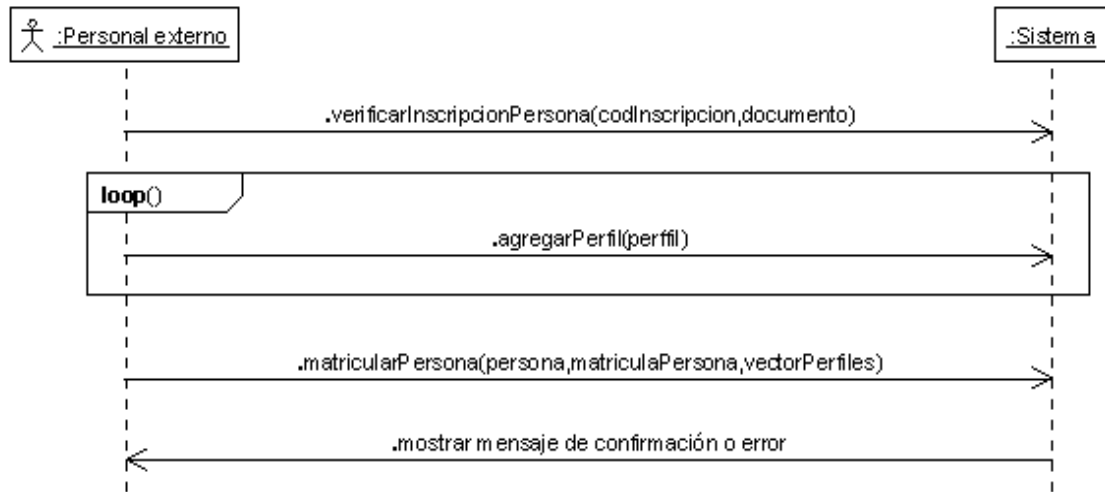 :Personal externo
:Sistema
.verificarInscripcionPersona(codInscripcion,documento)
loop()
.agregarPerfil(perffil)
.matricularPersona(persona,matriculaPersona,vectorPerfiles)
.mostrar mensaje de confirmación o error